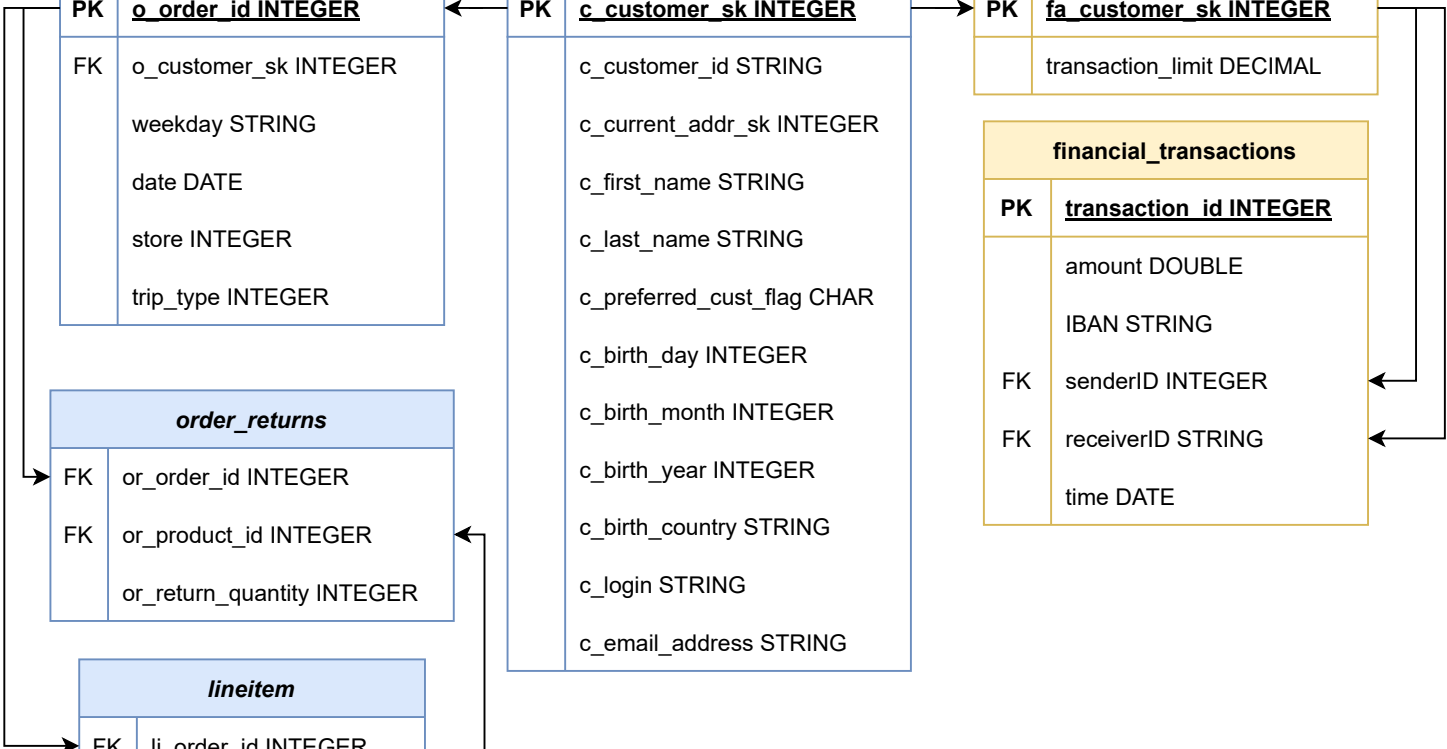 PK o_order_id INTEGER
FK o_customer_sk INTEGER
weekday STRING
date DATE
store INTEGER
trip_type INTEGER
order_returns
FK or_order_id INTEGER
FK or_product_id INTEGER
or_return_quantity INTEGER
lineitem
FK li_order_id INTEGER
PK c_customer_sk INTEGER
c_customer_id STRING
c_current_addr_sk INTEGER
c_first_name STRING
c_last_name STRING
c_preferred_cust_flag CHAR
c_birth_day INTEGER
c_birth_month INTEGER
c_birth_year INTEGER
c_birth_country STRING
c_login STRING
c_email_address STRING
PK fa_customer_sk INTEGER
transaction_limit DECIMAL
financial_transactions
PK transaction_id INTEGER
amount DOUBLE
IBAN STRING
FK senderID INTEGER
FK receiverID STRING
time DATE